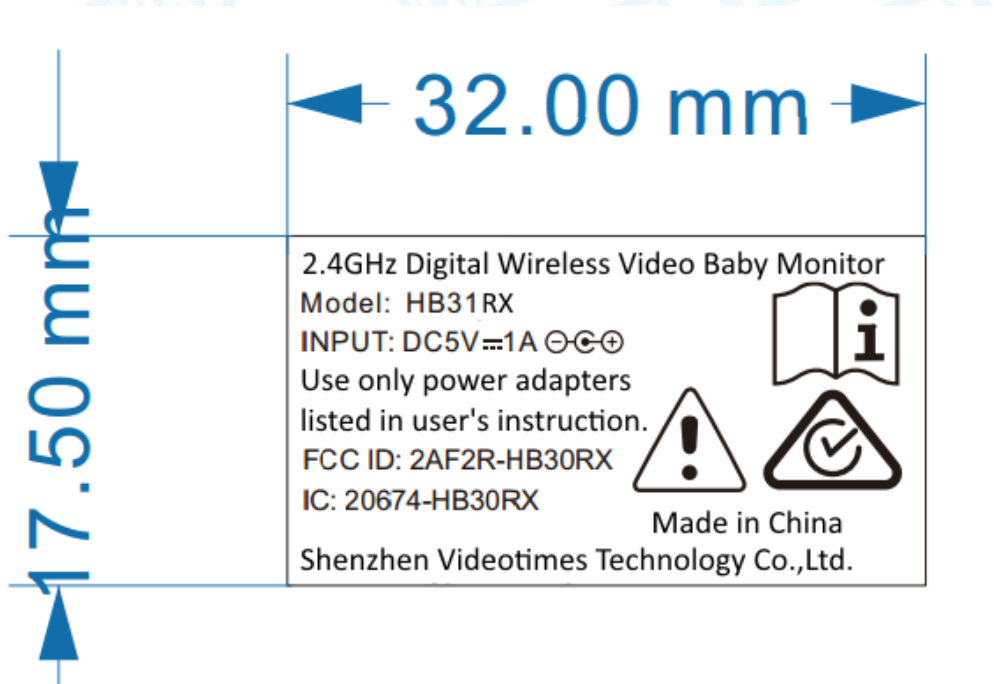 32.00 mm
17.50 mm
2.4GHz Digital Wireless Video Baby Monitor
Model: HB31RX
INPUT: DC5V⎓1A ⊖-C-⊕
Use only power adapters
listed in user's instruction.
FCC ID: 2AF2R-HB30RX
IC: 20674-HB30RX
Made in China
Shenzhen Videotimes Technology Co.,Ltd.